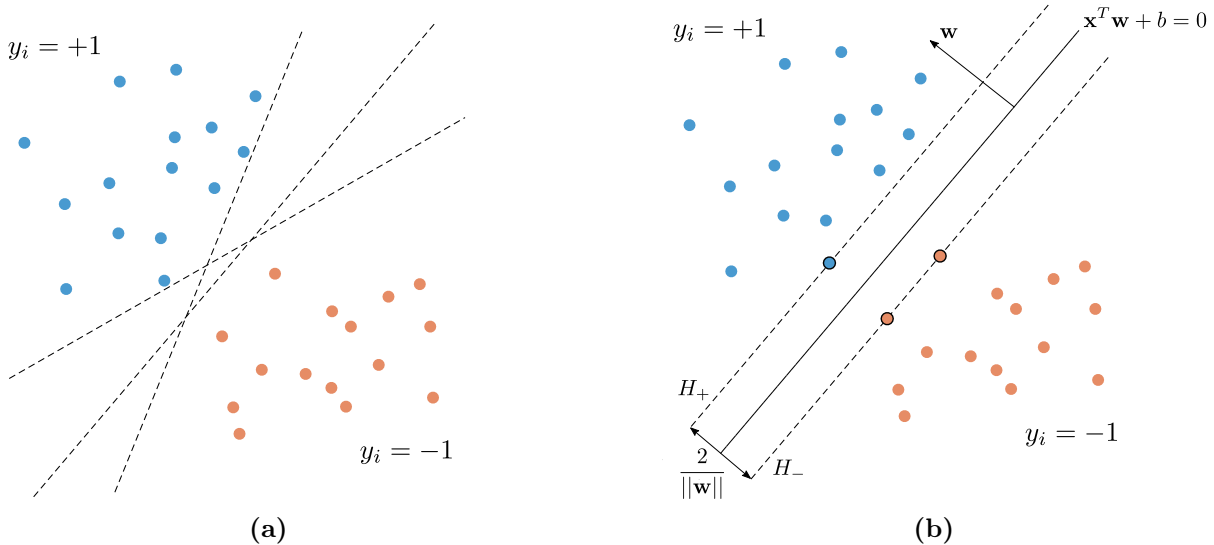 y_i = +1
y_i = −1
(a)
y_i = +1
w
x^T w + b = 0
H_+
H_−
2
||w||
y_i = −1
(b)